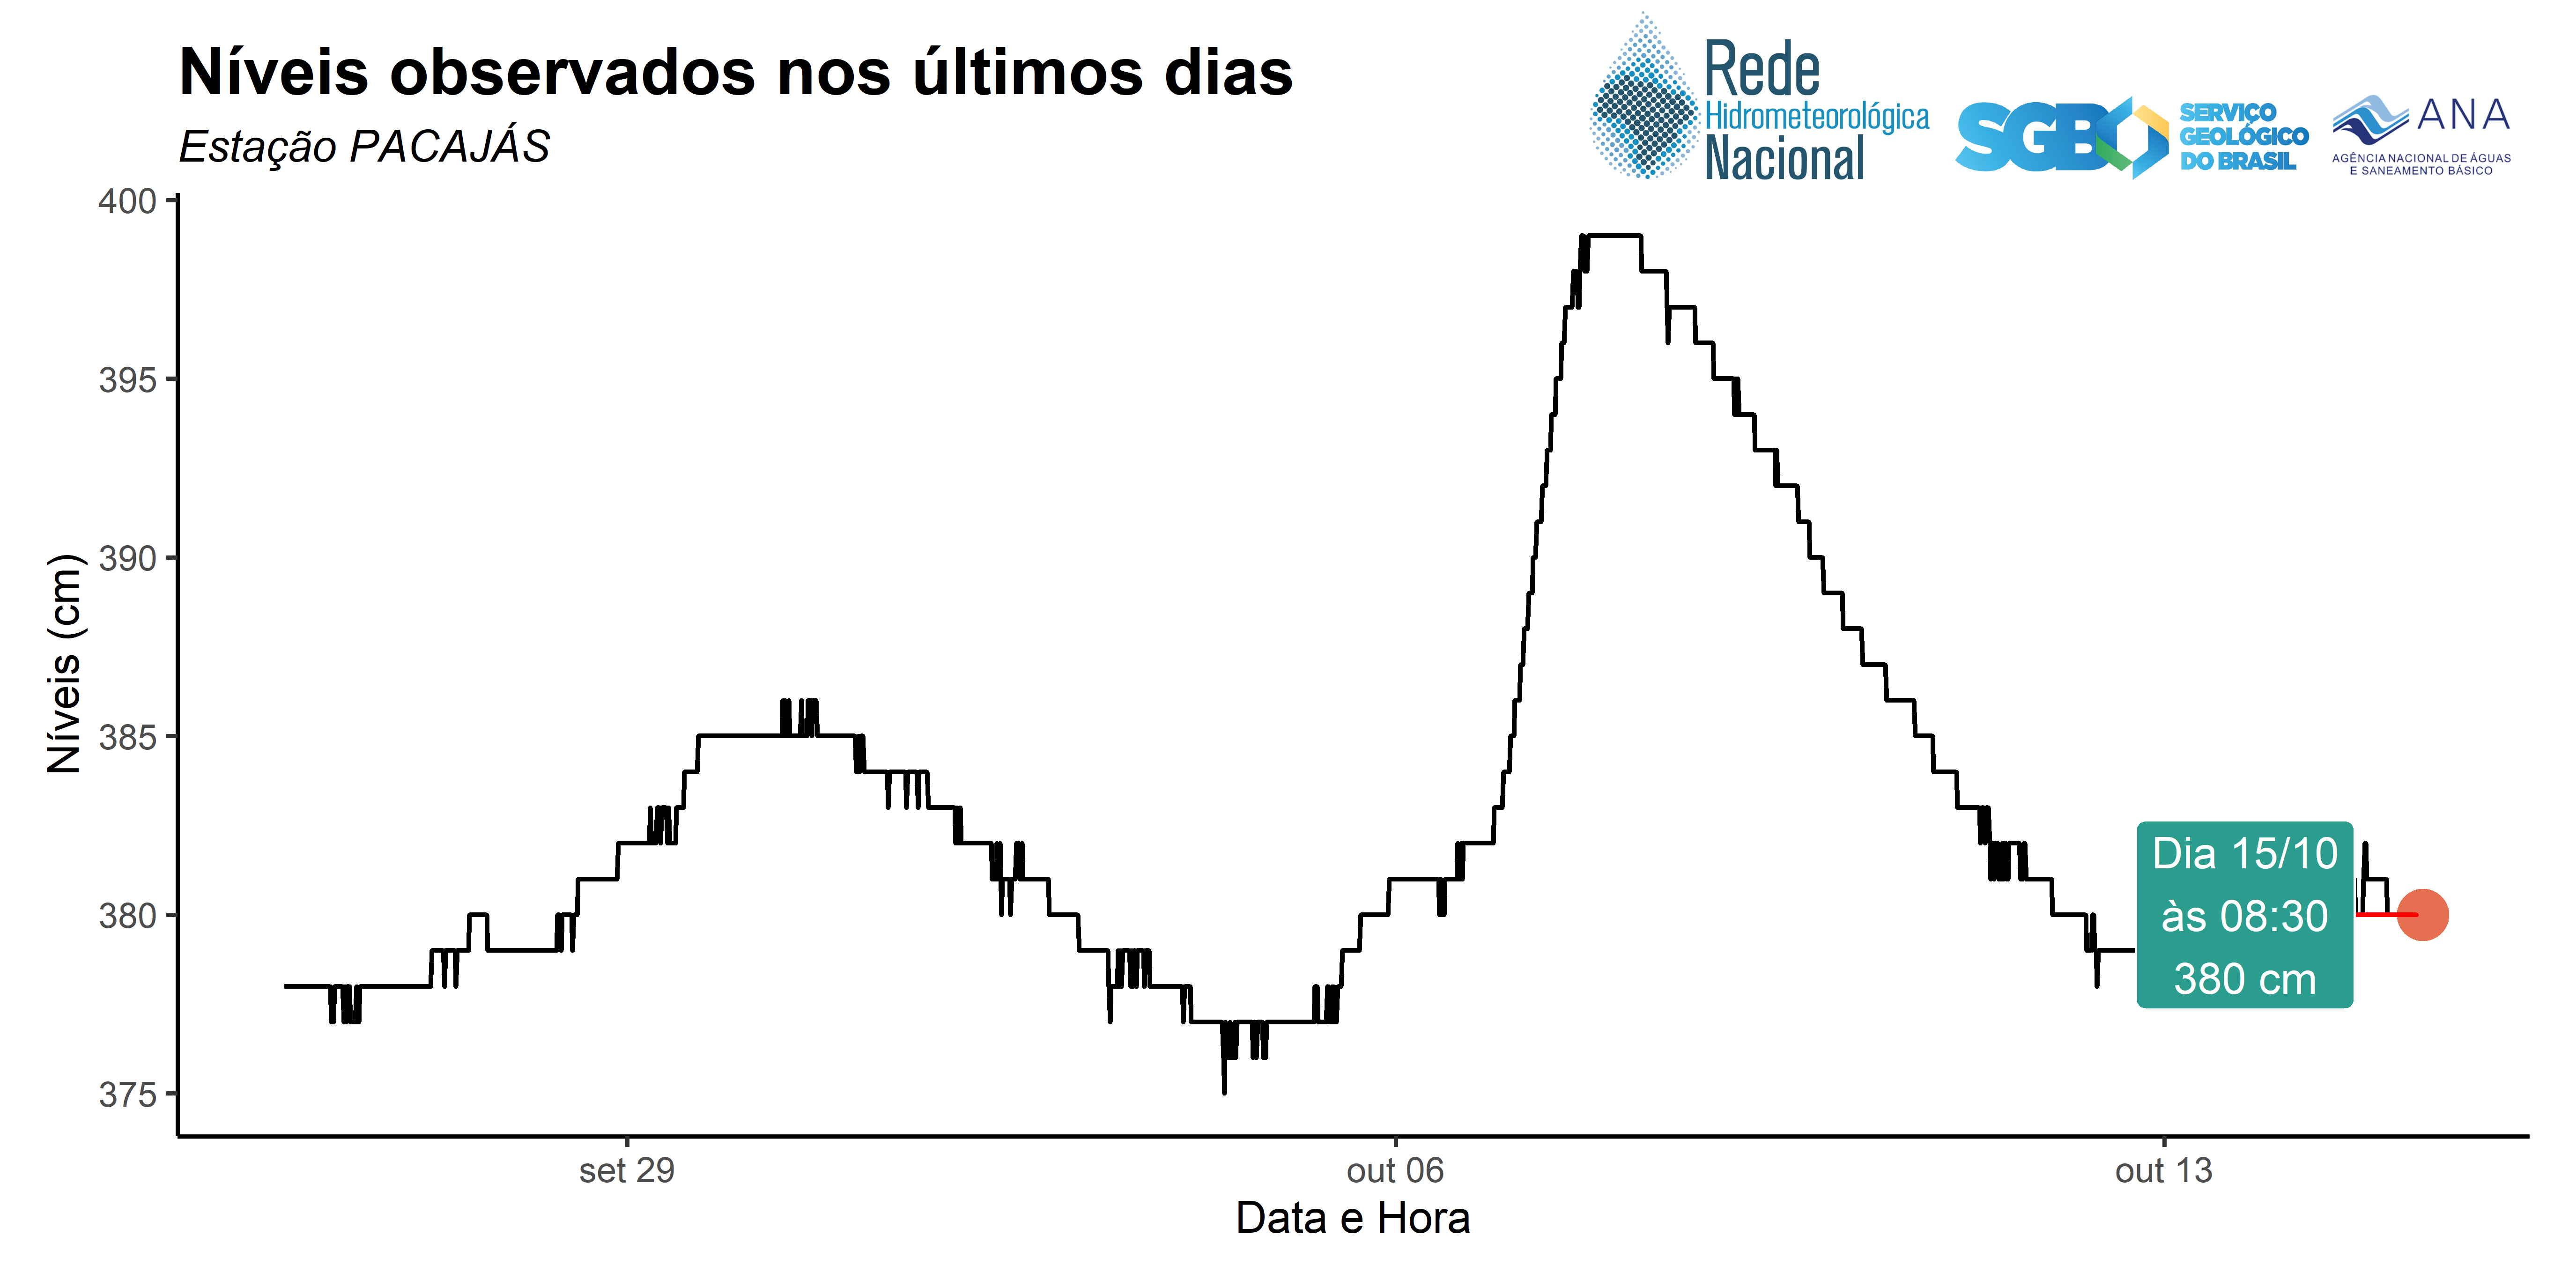 Níveis observados nos últimos dias
Estação PACAJÁS
Rede
Hidrometeorológica
Nacional
SGB
SERVIÇO
GEOLÓGICO
DO BRASIL
ANA
AGÊNCIA NACIONAL DE ÁGUAS
E SANEAMENTO BÁSICO
Níveis (cm)
400
395
390
385
380
375
Dia 15/10
às 08:30
380 cm
set 29
out 06
out 13
Data e Hora